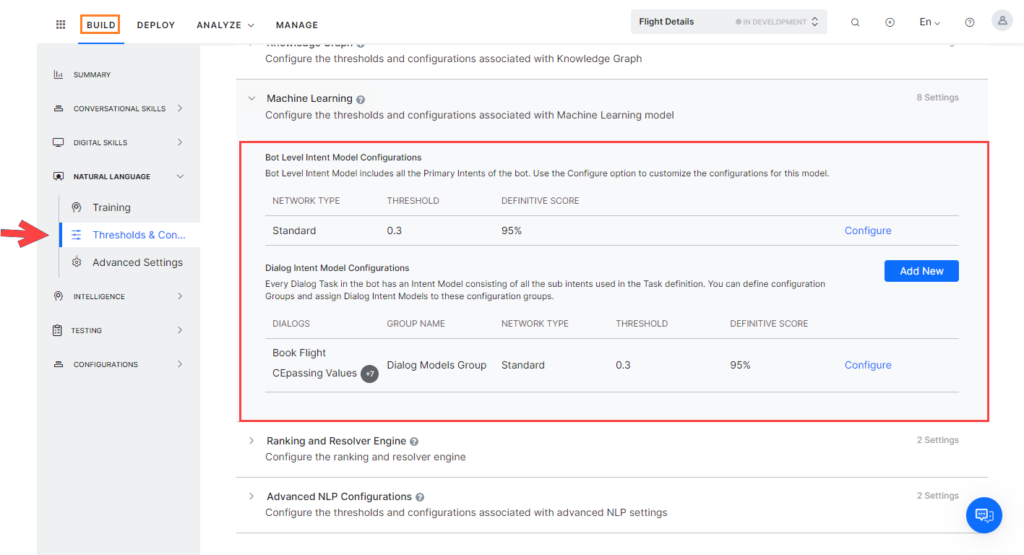 BUILD DEPLOY ANALYZE MANAGE Flight Details IN DEVELOPMENT En
Configure the thresholds and configurations associated with Knowledge Graph
SUMMARY
CONVERSATIONAL SKILLS
DIGITAL SKILLS
NATURAL LANGUAGE
Training
Thresholds & Con...
Advanced Settings
INTELLIGENCE
TESTING
CONFIGURATIONS
Machine Learning ? 8 Settings
Configure the thresholds and configurations associated with Machine Learning model
Bot Level Intent Model Configurations
Bot Level Intent Model includes all the Primary Intents of the bot. Use the Configure option to customize the configurations for this model.
NETWORK TYPE THRESHOLD DEFINITIVE SCORE
Standard 0.3 95% Configure
Dialog Intent Model Configurations Add New
Every Dialog Task in the bot has an Intent Model consisting of all the sub intents used in the Task definition. You can define configuration
Groups and assign Dialog Intent Models to these configuration groups.
DIALOGS GROUP NAME NETWORK TYPE THRESHOLD DEFINITIVE SCORE
Book Flight
CEpassing Values +7 Dialog Models Group Standard 0.3 95% Configure
Ranking and Resolver Engine ? 2 Settings
Configure the ranking and resolver engine
Advanced NLP Configurations ? 2 Settings
Configure the thresholds and configurations associated with advanced NLP settings